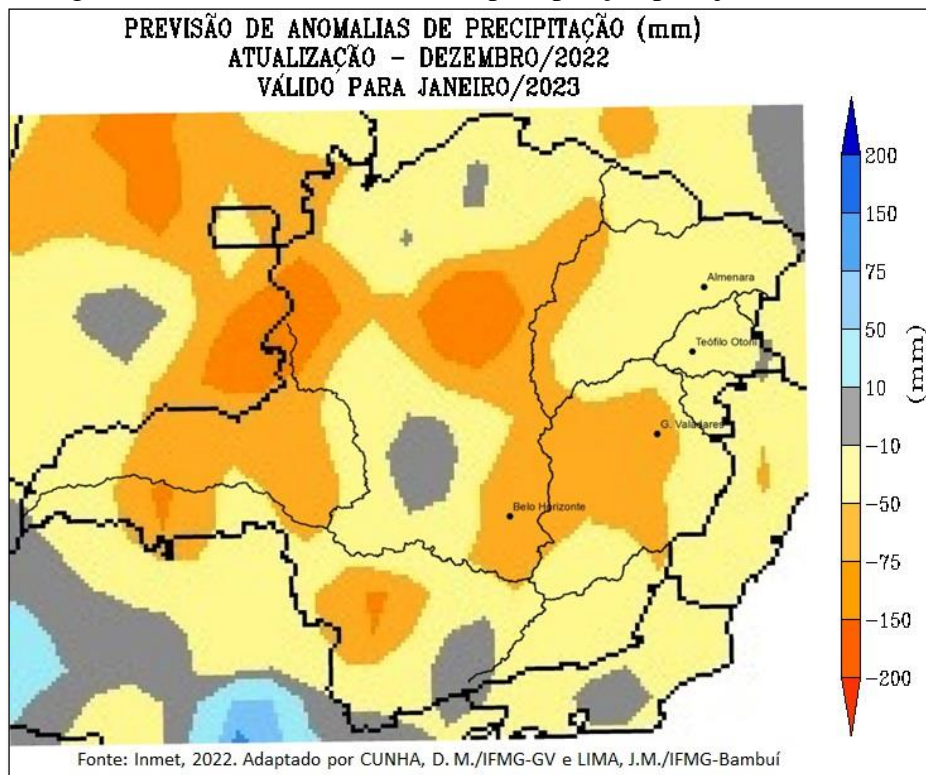 PREVISÃO DE ANOMALIAS DE PRECIPITAÇÃO (mm)
ATUALIZAÇÃO – DEZEMBRO/2022
VÁLIDO PARA JANEIRO/2023
200
150
75
50
10
-10
-50
-75
-150
-200
(mm)
Almenara
Teófilo Otoni
G. Valadares
Belo Horizonte
Fonte: Inmet, 2022. Adaptado por CUNHA, D. M./IFMG-GV e LIMA, J.M./IFMG-Bambuí